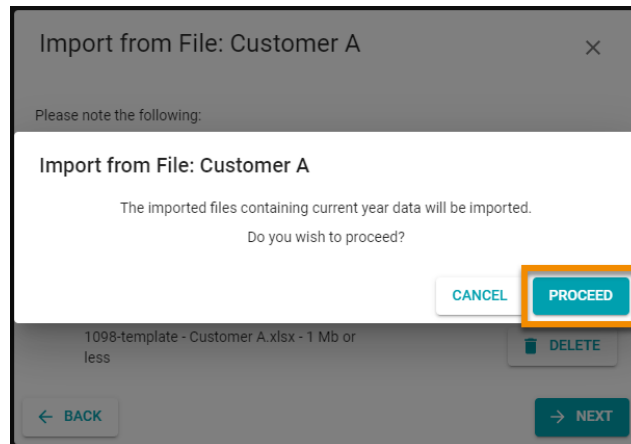 Import from File: Customer A
Please note the following:
Import from File: Customer A
The imported files containing current year data will be imported.
Do you wish to proceed?
CANCEL
PROCEED
1098-template - Customer A.xlsx - 1 Mb or
less
DELETE
BACK
NEXT